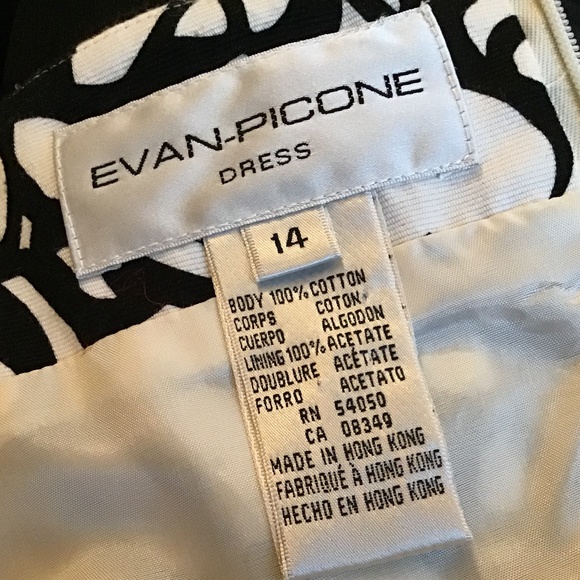 EVAN-PICONE
DRESS
14
BODY 100% COTTON
CORPS COTON
CUERPO ALGODON
LINING 100% ACETATE
DOUBLURE ACÉTATE
FORRO ACETATO
RN 54050
CA 08349
MADE IN HONG KONG
FABRIQUÉ À HONG KONG
HECHO EN HONG KONG